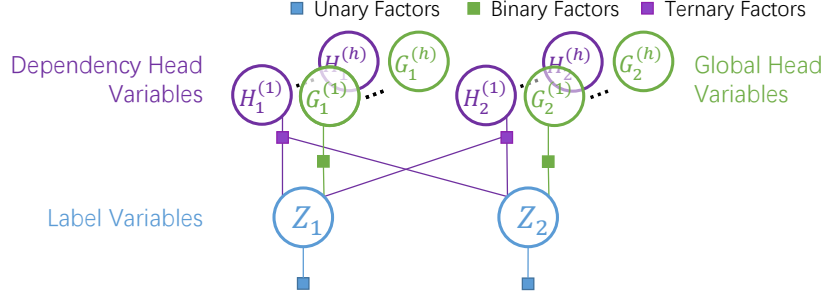 Unary Factors Binary Factors Ternary Factors
Dependency Head Variables
H_1^{(1)} G_1^{(1)} H_1^{(h)} G_1^{(h)}
H_2^{(1)} G_2^{(1)} H_2^{(h)} G_2^{(h)}
Global Head Variables
Label Variables
Z_1 Z_2